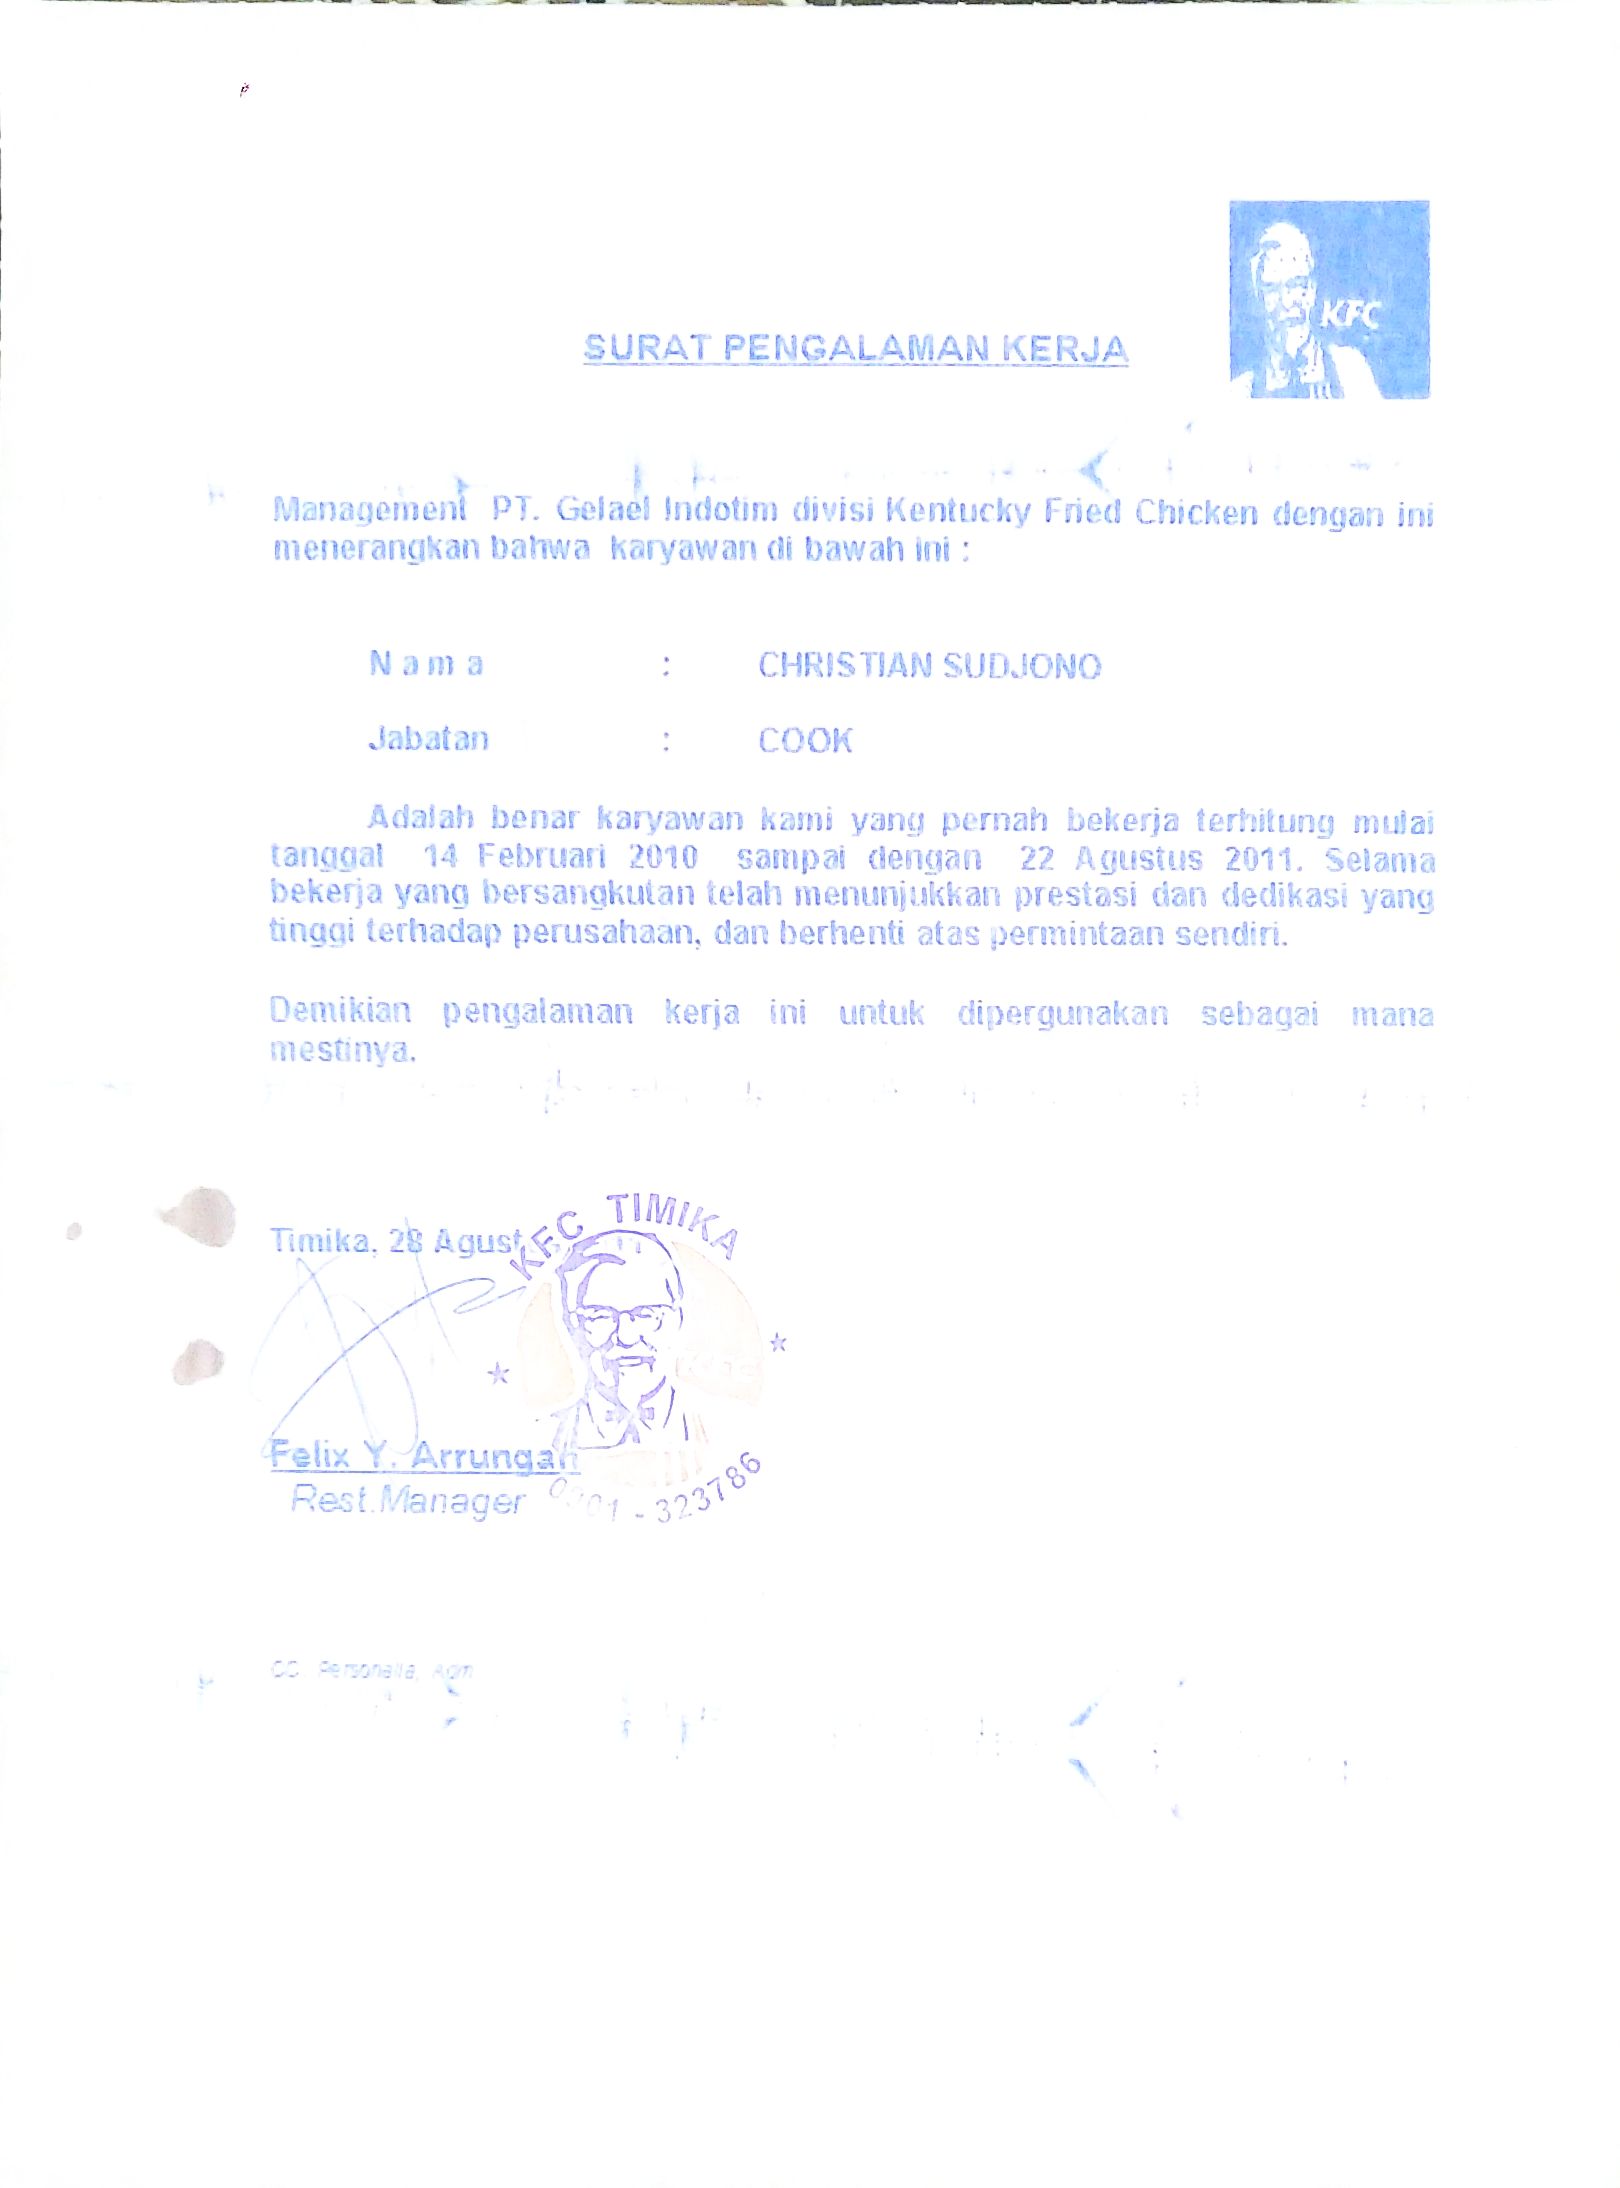 KFC
SURAT PENGALAMAN KERJA
Management PT. Gelael Indotim divisi Kentucky Fried Chicken dengan ini
menerangkan bahwa karyawan di bawah ini :
N a m a : CHRISTIAN SUDJONO
Jabatan : COOK
Adalah benar karyawan kami yang pernah bekerja terhitung mulai
tanggal 14 Februari 2010 sampai dengan 22 Agustus 2011. Selama
bekerja yang bersangkutan telah menunjukkan prestasi dan dedikasi yang
tinggi terhadap perusahaan, dan berhenti atas permintaan sendiri.
Demikian pengalaman kerja ini untuk dipergunakan sebagai mana
mestinya.
KFC TIMIKA
Timika, 28 Agust
Felix Y. Arrungan
Rest.Manager
0901 - 323786
CC Personalia,